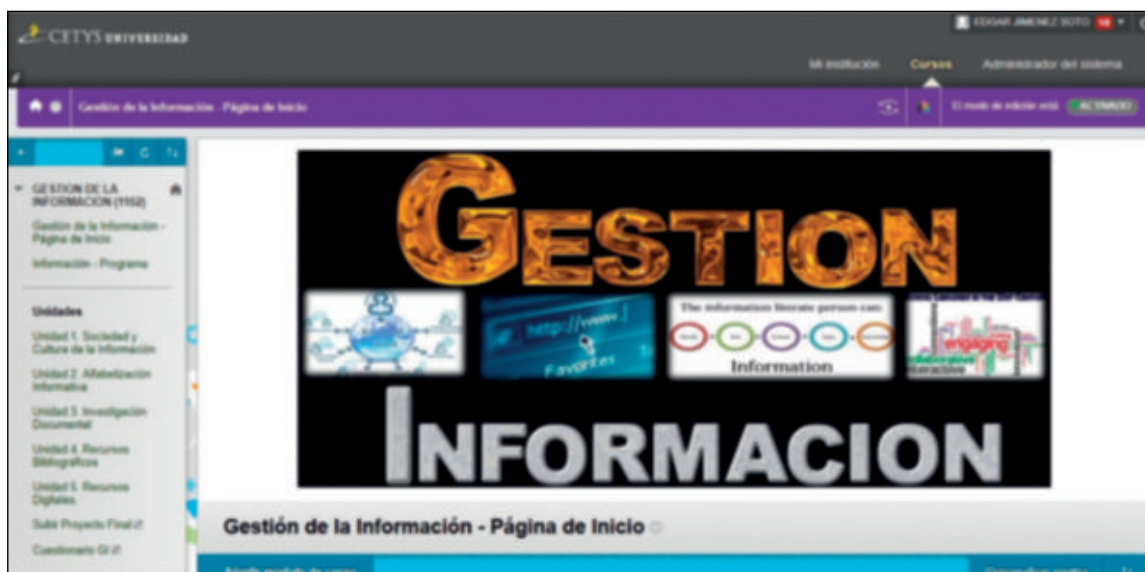 CETYS UNIVERSIDAD
EDGAR JIMENEZ SOTO
Mi institución Cursos Administrador del sistema
Gestión de la Información - Página de Inicio
El modo de edición está: ACTIVADO
GESTION DE LA
INFORMACION (1152)
Gestión de la Información -
Página de Inicio
Información - Programa
Unidades
Unidad 1. Sociedad y
Cultura de la Información
Unidad 2. Alfabetización
Informativa
Unidad 3. Investigación
Documental
Unidad 4. Recursos
Bibliográficos
Unidad 5. Recursos
Digitales
Subir Proyecto Final
Cuestionario GI
GESTION
http://www.
Favorites
The information literate person can:
Information
engaging
collaborative
interactive
INFORMACION
Gestión de la Información - Página de Inicio